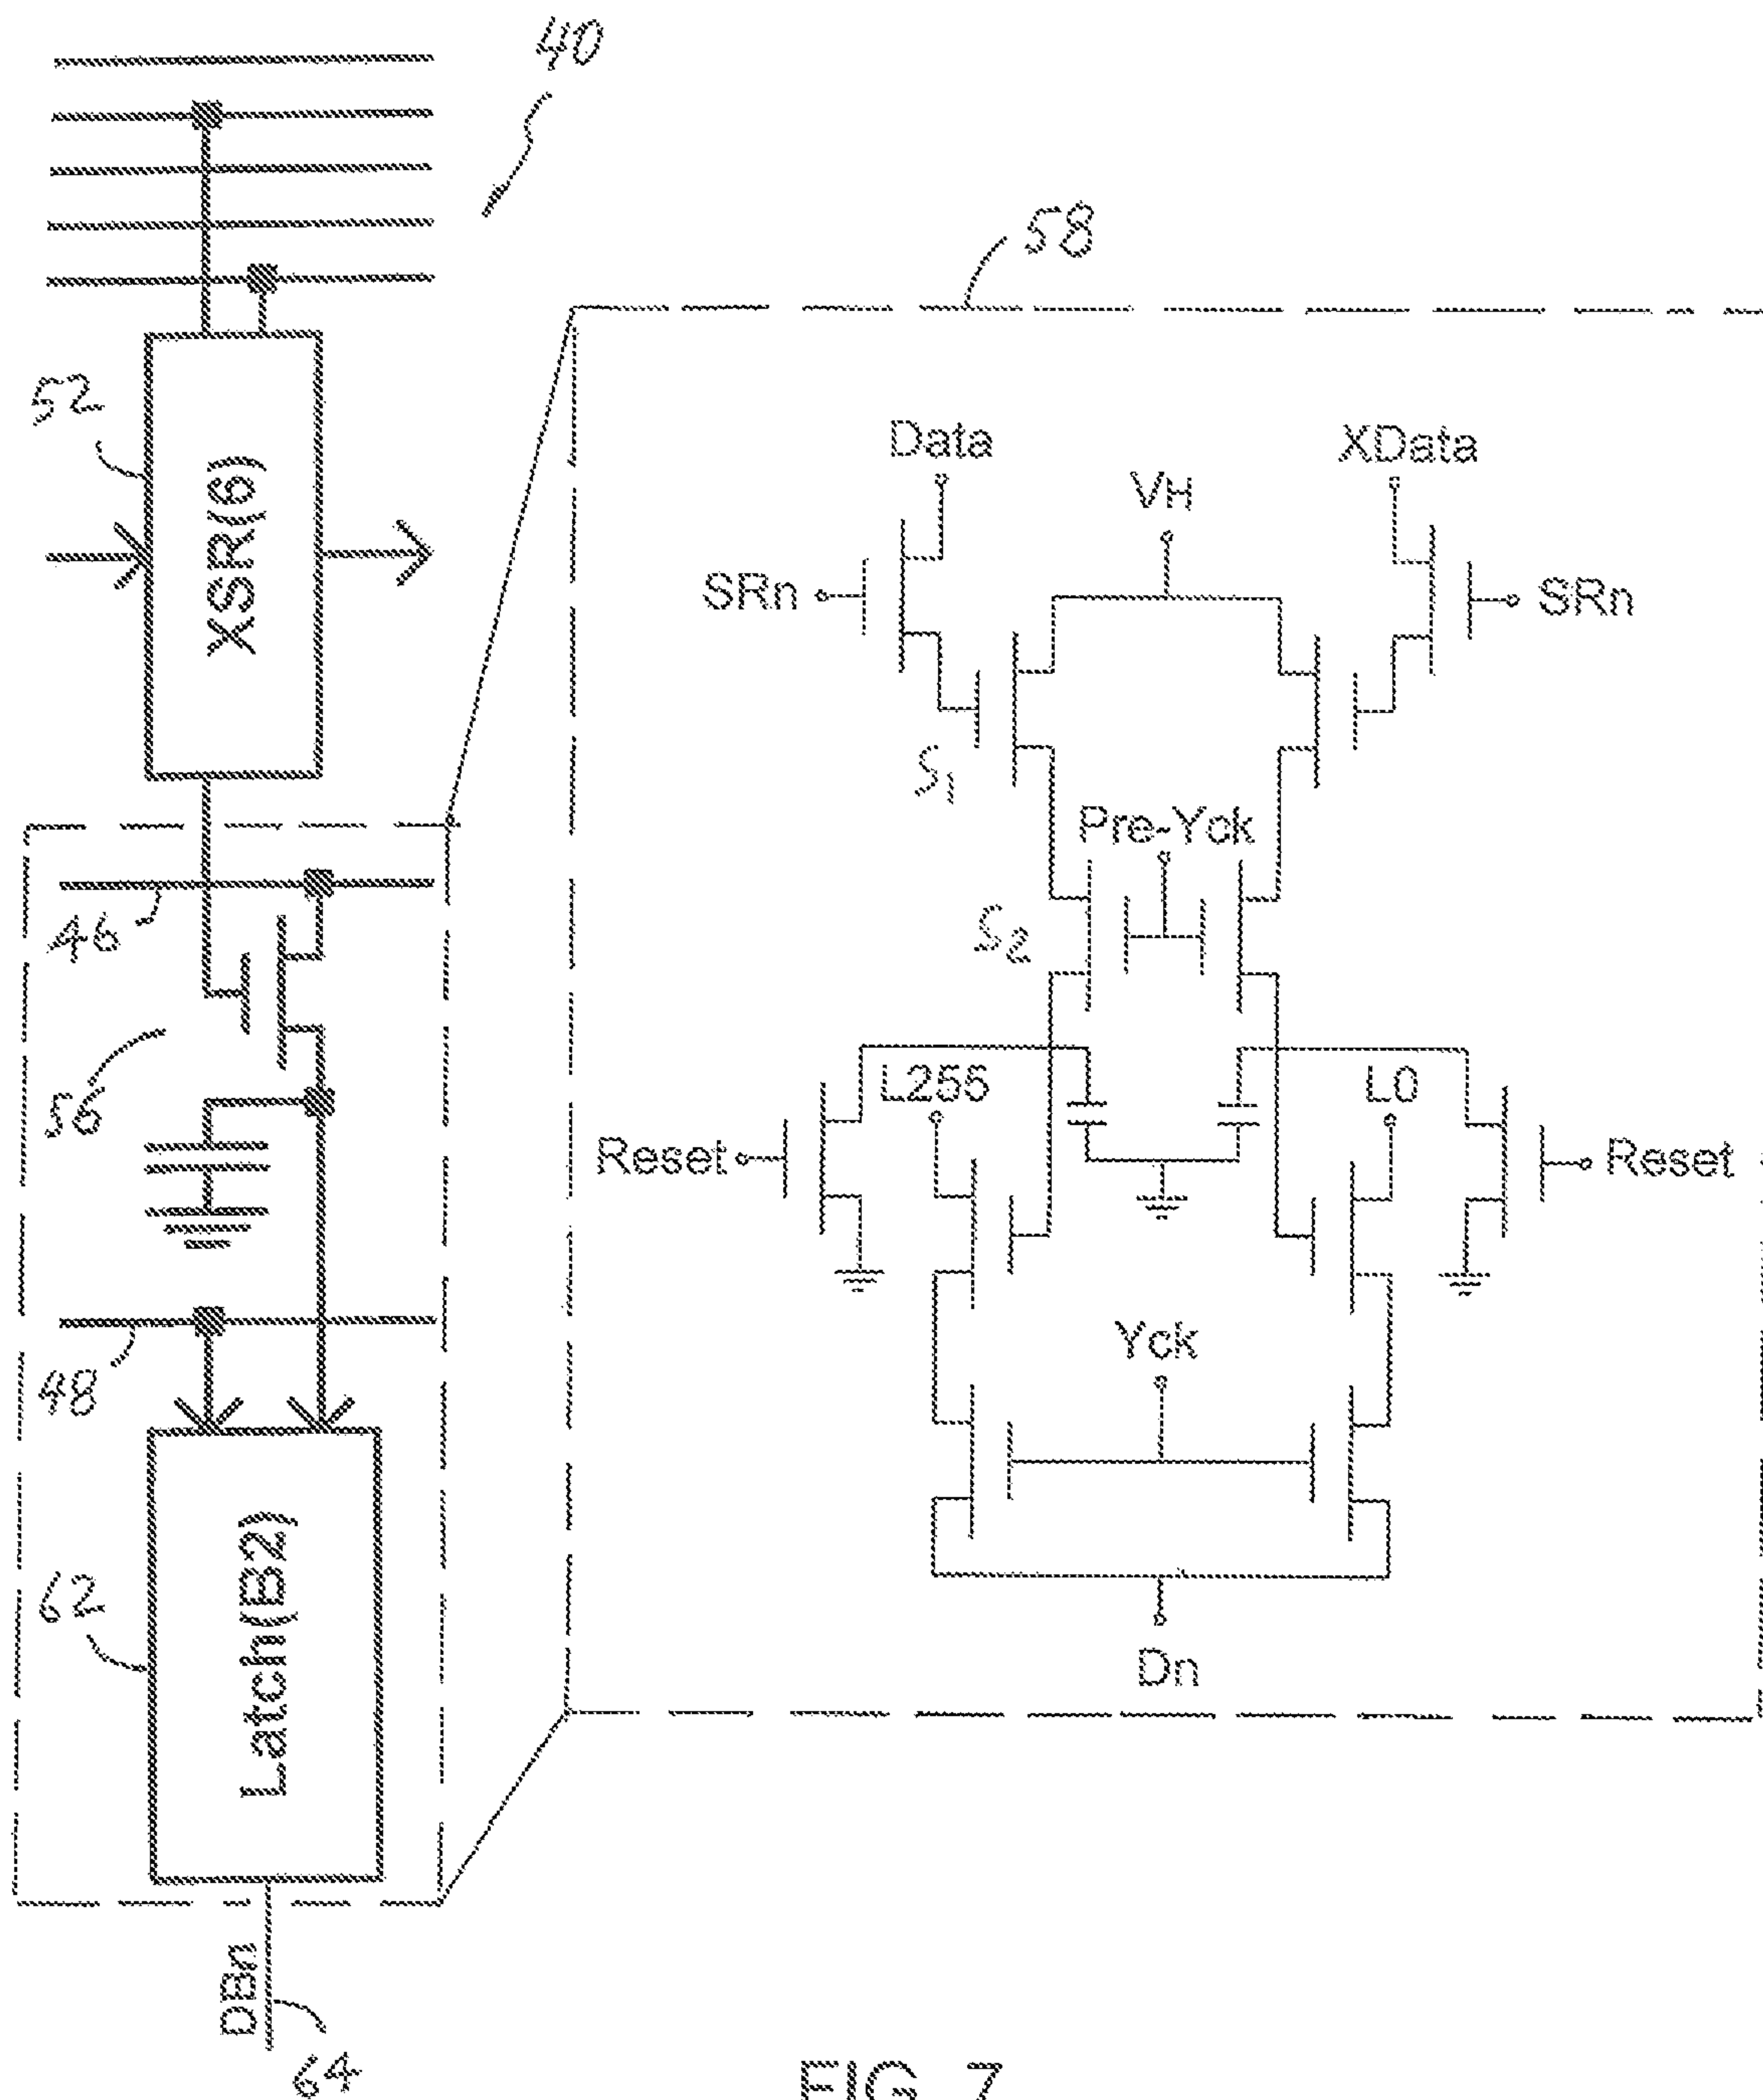 40
58
52
XSR(6)
Data
XData
VH
SRn
SRn
S1
Pre-Yck
S2
46
56
L255
L0
Reset
Reset
48
Yck
62
Latch(B2)
Dn
DBn
64
FIG. 7